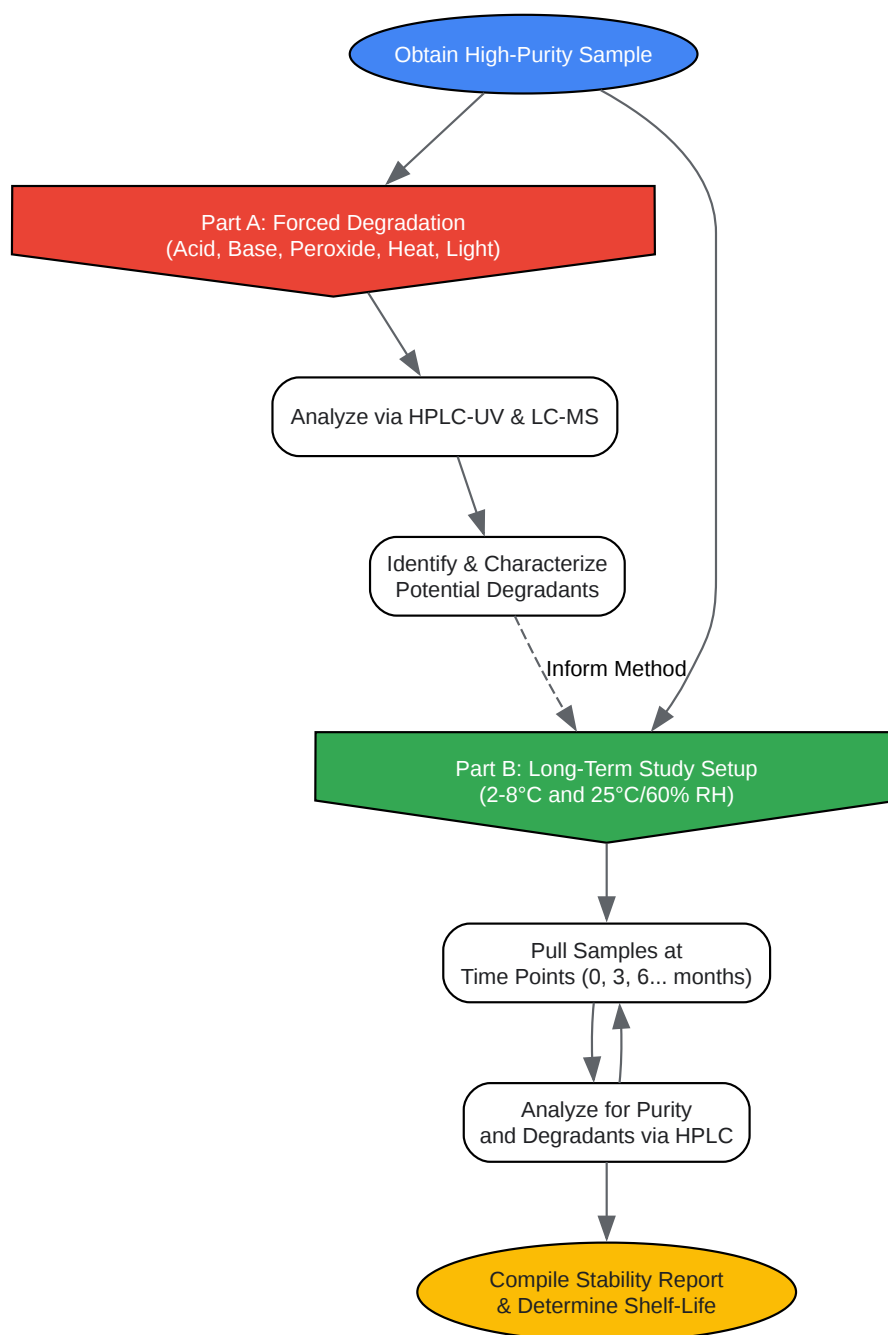 Obtain High-Purity Sample
Part A: Forced Degradation
(Acid, Base, Peroxide, Heat, Light)
Analyze via HPLC-UV & LC-MS
Identify & Characterize
Potential Degradants
Inform Method
Part B: Long-Term Study Setup
(2-8°C and 25°C/60% RH)
Pull Samples at
Time Points (0, 3, 6... months)
Analyze for Purity
and Degradants via HPLC
Compile Stability Report
& Determine Shelf-Life